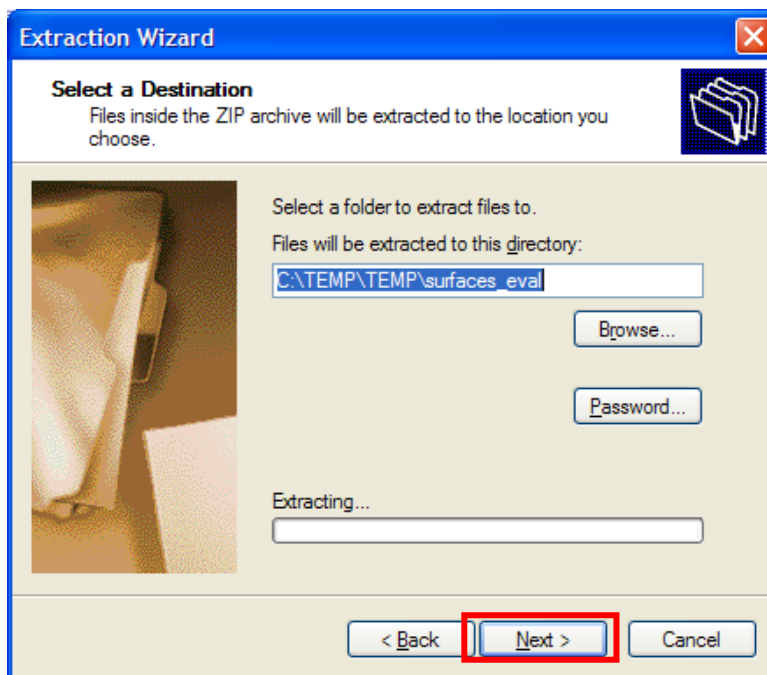 Extraction Wizard
Select a Destination
Files inside the ZIP archive will be extracted to the location you
choose.
Select a folder to extract files to.
Files will be extracted to this directory:
C:\TEMP\TEMP\surfaces_eval
Browse...
Password...
Extracting...
< Back Next > Cancel